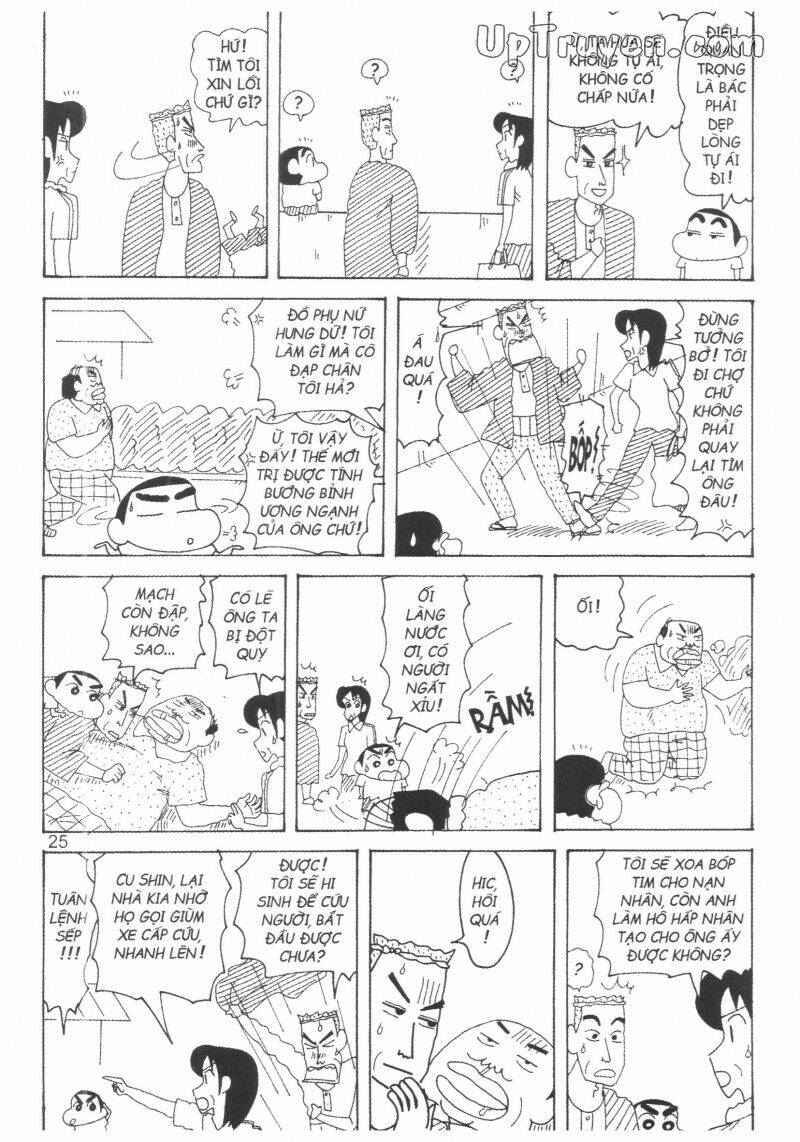 UpTruyen.com
ĐIỀU
QUAN
TRỌNG
LÀ BÁC
PHẢI
DẸP
LÒNG
TỰ ÁI
ĐI!
HỨA SẼ
KHÔNG TỰ ÁI,
KHÔNG CỐ
CHẤP NỮA!
?
?
?
HỨ!
TÌM TÔI
XIN LỖI
CHỨ GÌ?
ĐỪNG
TƯỞNG
BỞ! TÔI
ĐI CHỢ
CHỨ
KHÔNG
PHẢI
QUAY
LẠI TÌM
ÔNG
ĐÂU!
BỐP!
Á
ĐAU
QUÁ!
ĐỒ PHỤ NỮ
HUNG DỮ! TÔI
LÀM GÌ MÀ CÔ
ĐẠP CHÂN
TÔI HẢ?
Ừ, TÔI VẬY
ĐẤY! THẾ MỚI
TRỊ ĐƯỢC TÍNH
BƯỚNG BỈNH
ƯƠNG NGẠNH
CỦA ÔNG CHỨ!
ỐI!
ỐI
LÀNG
NƯỚC
ƠI, CÓ
NGƯỜI
NGẤT
XỈU!
RẦM!
CÓ LẼ
ÔNG TA
BỊ ĐỘT
QUỴ
MẠCH
CÒN ĐẬP,
KHÔNG
SAO...
25
TÔI SẼ XOA BÓP
TIM CHO NẠN
NHÂN, CÒN ANH
LÀM HÔ HẤP NHÂN
TẠO CHO ÔNG ẤY
ĐƯỢC KHÔNG?
?
HIC,
HÔI
QUÁ
!
ĐƯỢC!
TÔI SẼ HI
SINH ĐỂ CỨU
NGƯỜI, BẮT
ĐẦU ĐƯỢC
CHƯA?
CU SHIN, LẠI
NHÀ KIA NHỜ
HỌ GỌI GIÙM
XE CẤP CỨU,
NHANH LÊN!
TUÂN
LỆNH
SẾP
!!!